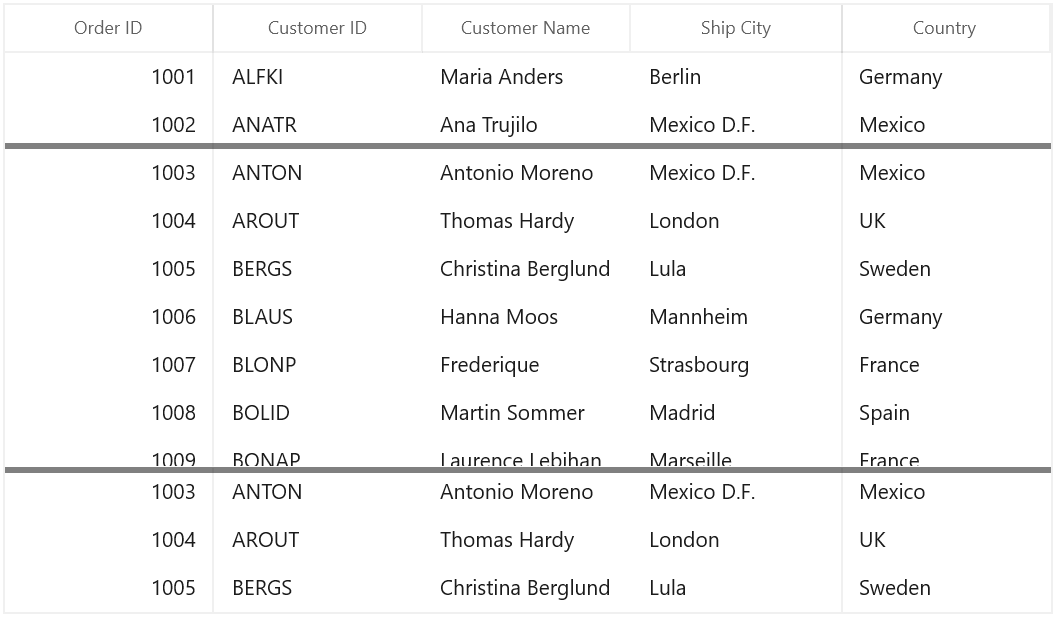 Order ID Customer ID Customer Name Ship City Country
1001 ALFKI Maria Anders Berlin Germany
1002 ANATR Ana Trujilo Mexico D.F. Mexico
1003 ANTON Antonio Moreno Mexico D.F. Mexico
1004 AROUT Thomas Hardy London UK
1005 BERGS Christina Berglund Lula Sweden
1006 BLAUS Hanna Moos Mannheim Germany
1007 BLONP Frederique Strasbourg France
1008 BOLID Martin Sommer Madrid Spain
1009 BONAP Laurence Lebihan Marseille France
1003 ANTON Antonio Moreno Mexico D.F. Mexico
1004 AROUT Thomas Hardy London UK
1005 BERGS Christina Berglund Lula Sweden